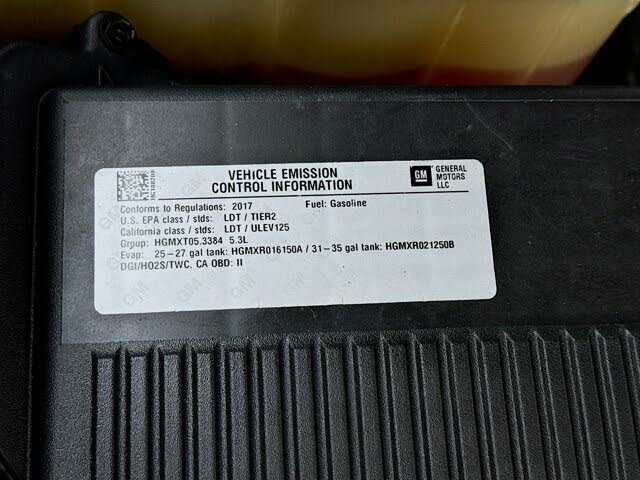 VEHICLE EMISSION
CONTROL INFORMATION
GM GENERAL
MOTORS
LLC
Conforms to Regulations: 2017 Fuel: Gasoline
U.S. EPA class / stds: LDT / TIER2
California class / stds: LDT / ULEV125
Group: HGMXT05.3384 5.3L
Evap: 25-27 gal tank: HGMXR016150A / 31-35 gal tank: HGMXR021250B
DGI/HO2S/TWC, CA OBD: II